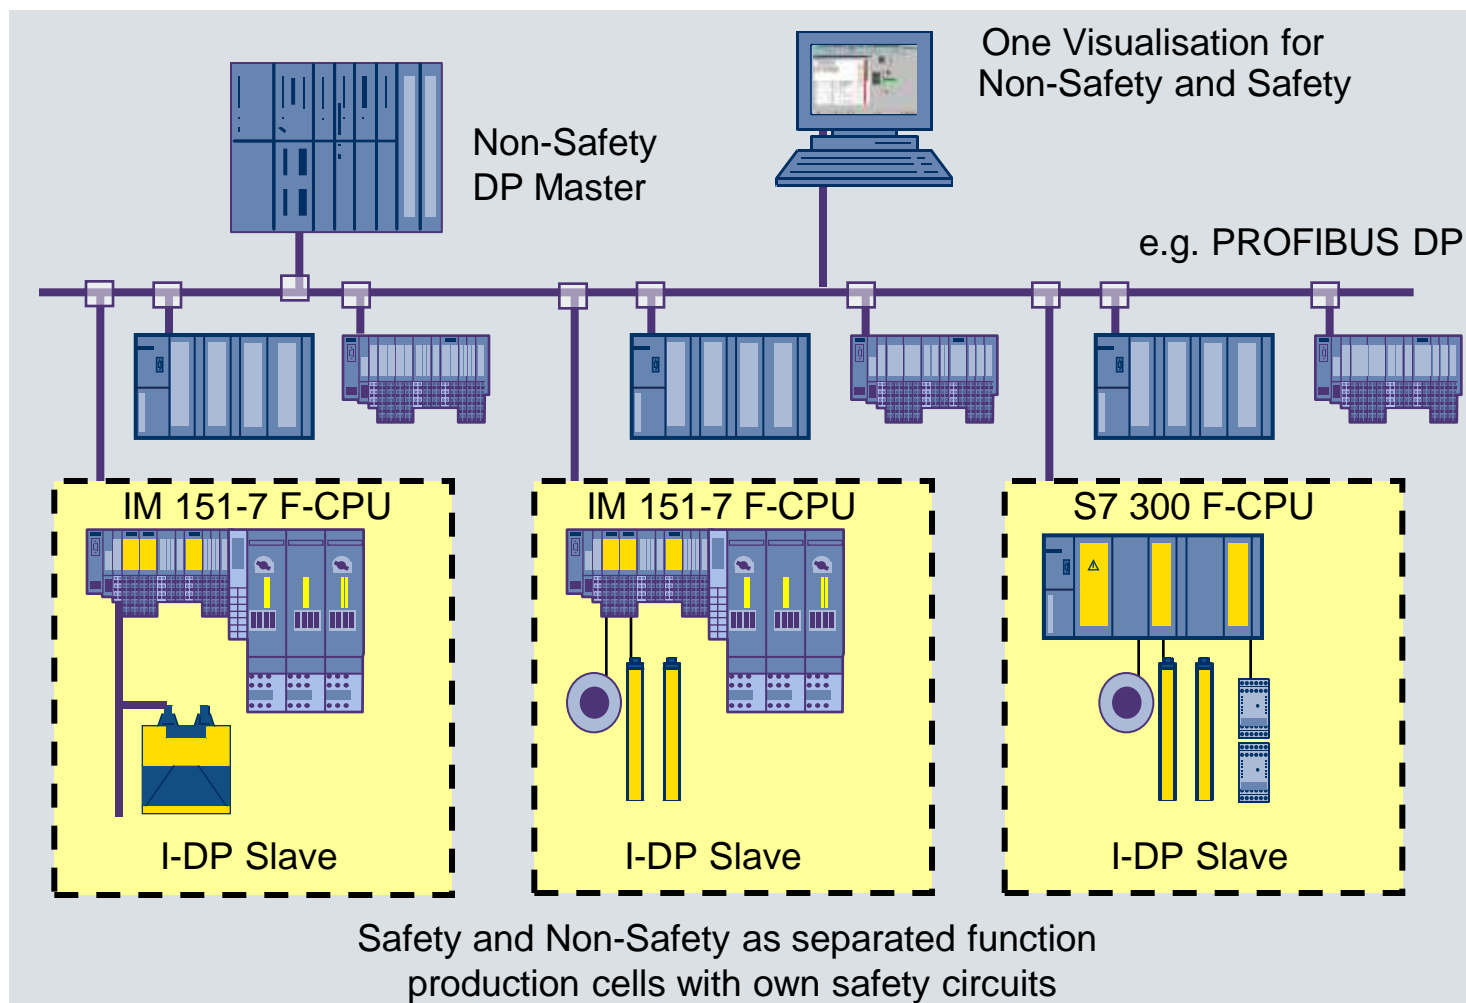 One Visualisation for
Non-Safety and Safety
Non-Safety
DP Master
e.g. PROFIBUS DP
IM 151-7 F-CPU
IM 151-7 F-CPU
S7 300 F-CPU
I-DP Slave
I-DP Slave
I-DP Slave
Safety and Non-Safety as separated function
production cells with own safety circuits